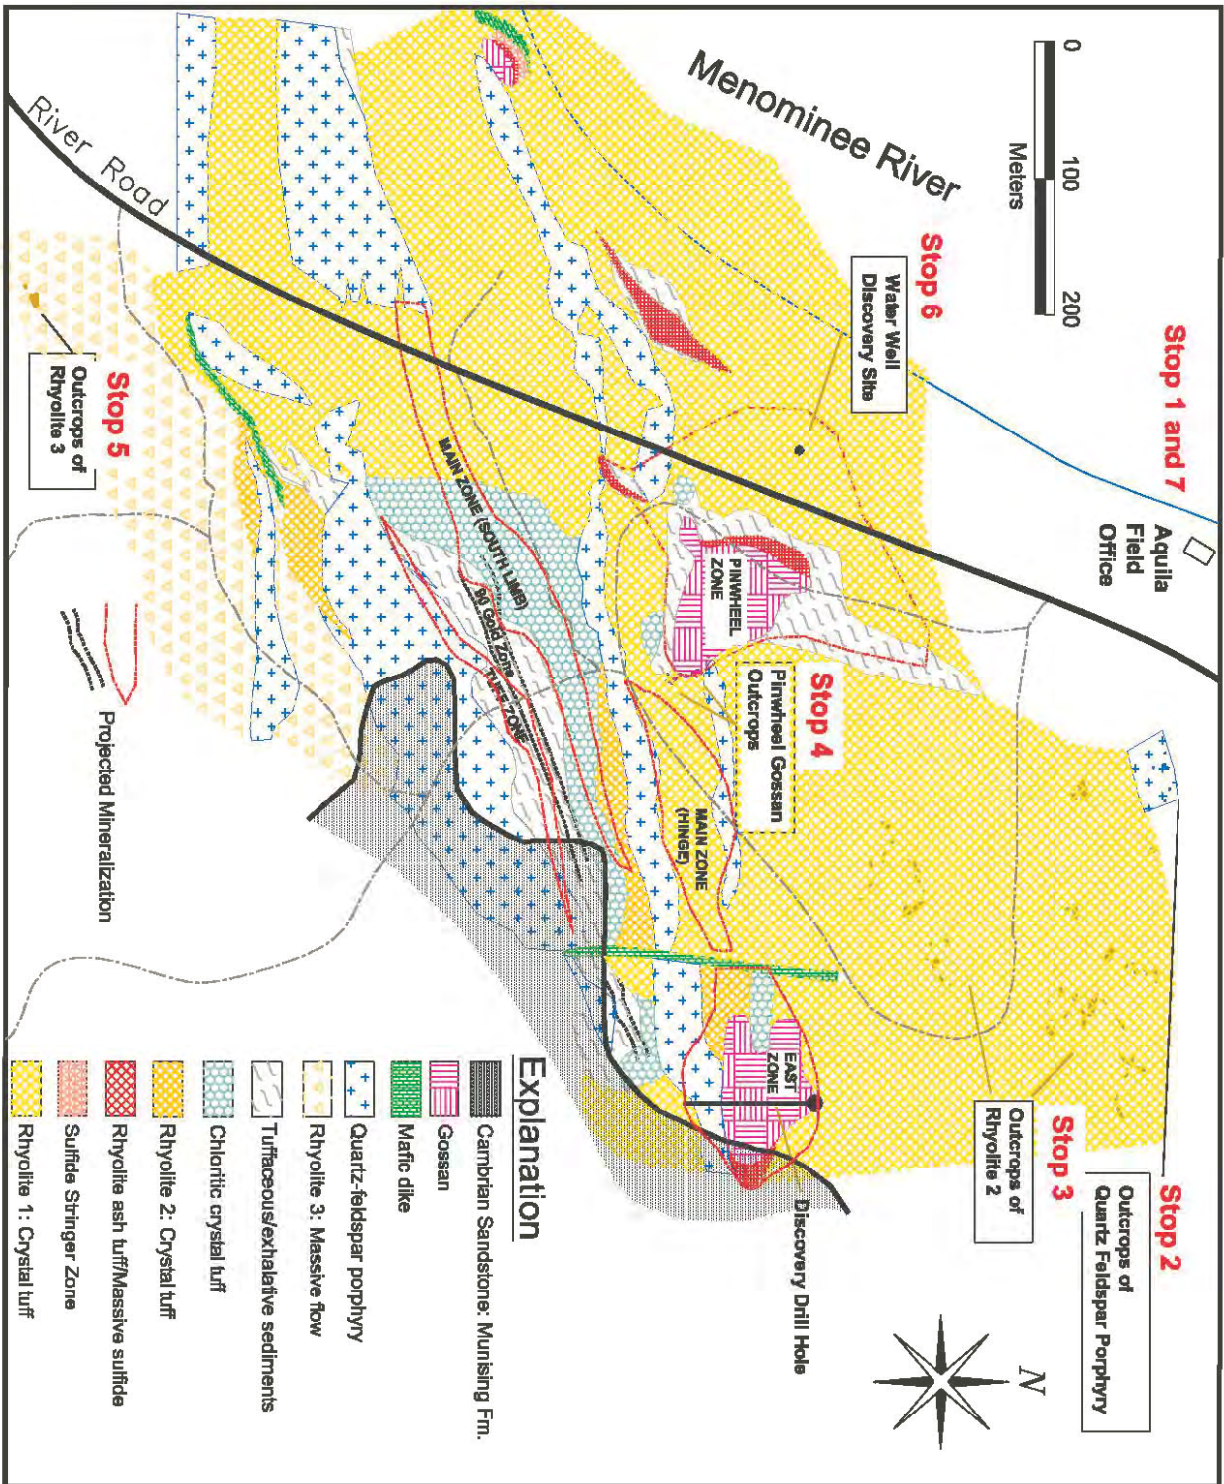 0 100 200
Meters
Menominee River
Stop 6
Water Well
Discovery Site
Stop 1 and 7
Aquila
Field
Office
River Road
Stop 5
Outcrops of
Rhyolite 3
MAIN ZONE (SOUTH LIMB)
90 Gold Zone
TUFF ZONE
PINWHEEL
ZONE
Stop 4
Pinwheel Gossan
Outcrops
MAIN ZONE
(HINGE)
EAST
ZONE
Discovery Drill Hole
Stop 3
Outcrops of
Rhyolite 2
Stop 2
Outcrops of
Quartz Feldspar Porphyry
N
Projected Mineralization
Explanation
Cambrian Sandstone: Munising Fm.
Gossan
Mafic dike
Quartz-feldspar porphyry
Rhyolite 3: Massive flow
Tuffaceous/exhalative sediments
Chloritic crystal tuff
Rhyolite 2: Crystal tuff
Rhyolite ash tuff/Massive sulfide
Sulfide Stringer Zone
Rhyolite 1: Crystal tuff